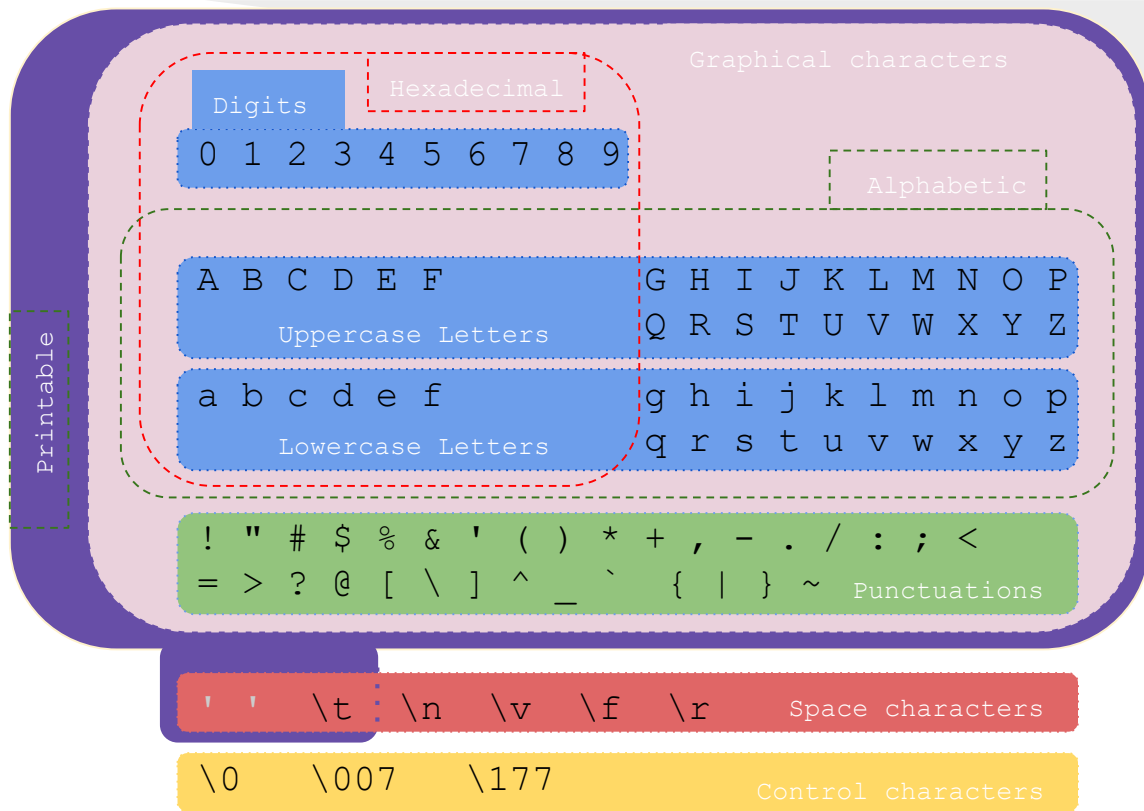 Graphical characters
Hexadecimal
Digits
0 1 2 3 4 5 6 7 8 9
Alphabetic
A B C D E F G H I J K L M N O P
Uppercase Letters Q R S T U V W X Y Z
Printable
a b c d e f g h i j k l m n o p
Lowercase Letters q r s t u v w x y z
! " # $ % & ' ( ) * + , - . / : ; <
= > ? @ [ \ ] ^ _ ` { | } ~ Punctuations
' ' \t \n \v \f \r Space characters
\0 \007 \177 Control characters